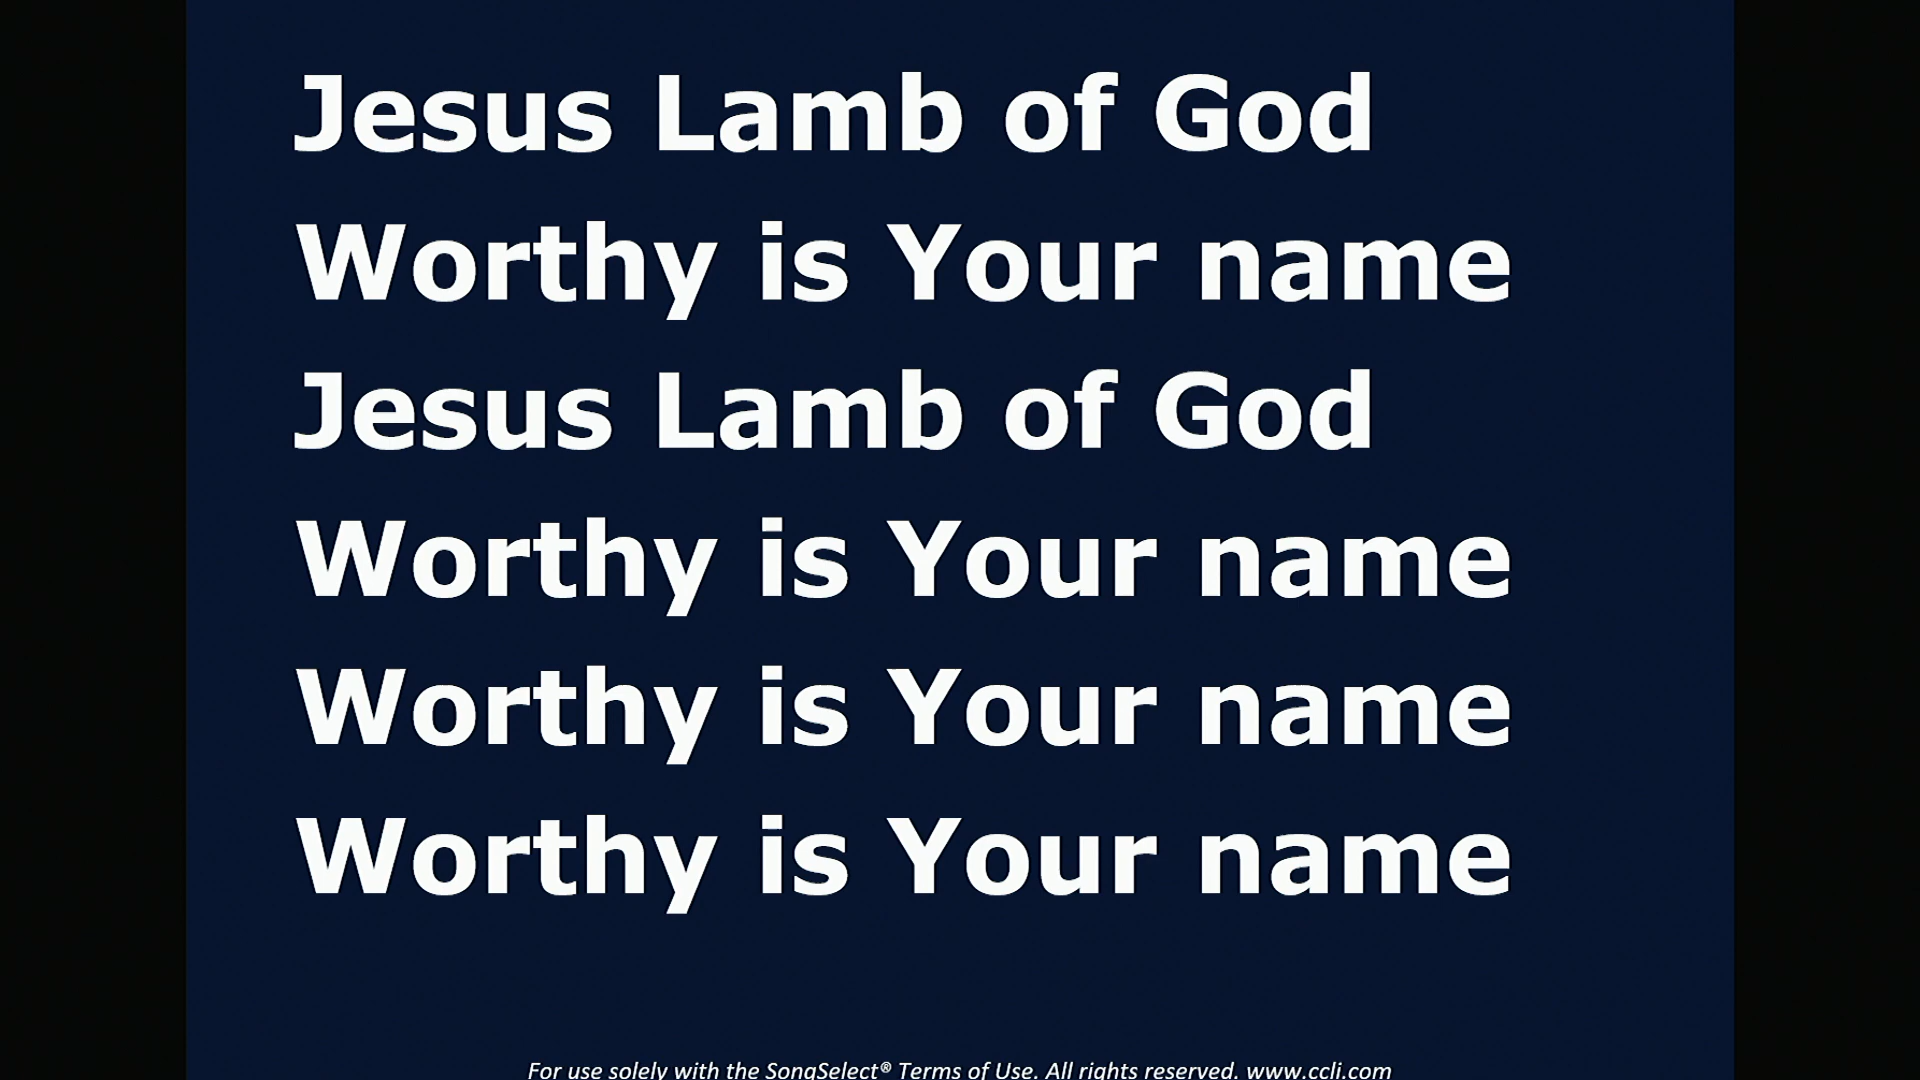 Jesus Lamb of God
Worthy is Your name
Jesus Lamb of God
Worthy is Your name
Worthy is Your name
Worthy is Your name
For use solely with the SongSelect® Terms of Use. All rights reserved. www.ccli.com